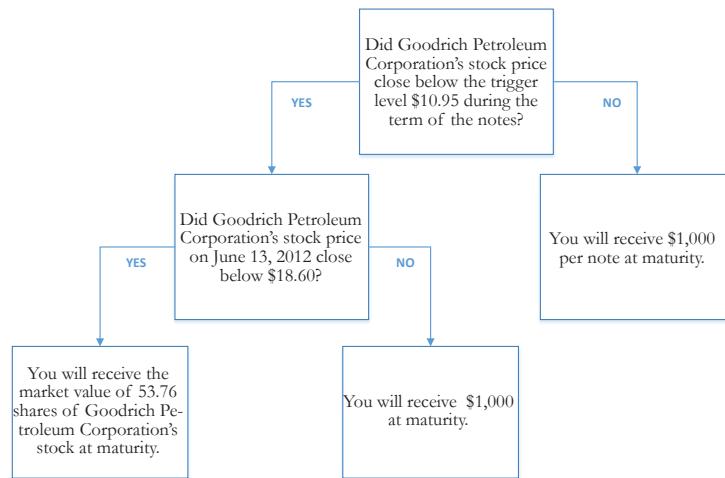 Did Goodrich Petroleum
Corporation's stock price
close below the trigger
level $10.95 during the
term of the notes?
YES
NO
Did Goodrich Petroleum
Corporation's stock price
on June 13, 2012 close
below $18.60?
You will receive $1,000
per note at maturity.
YES
NO
You will receive the
market value of 53.76
shares of Goodrich Pe-
troleum Corporation's
stock at maturity.
You will receive $1,000
at maturity.